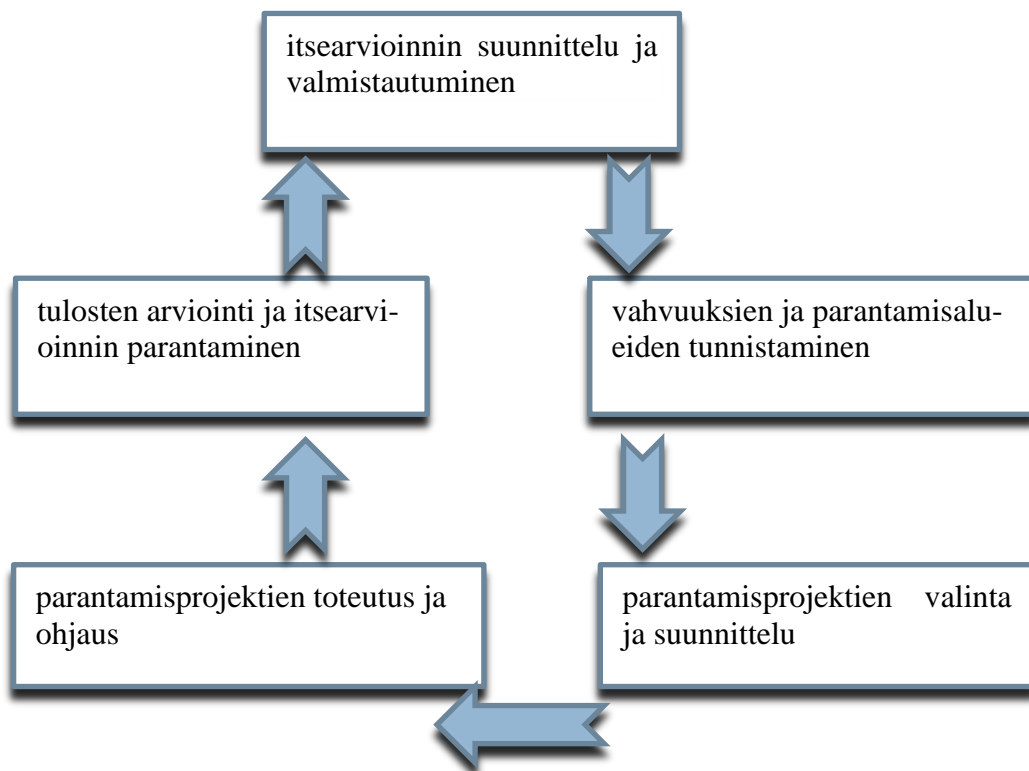 itsearvioinnin suunnittelu ja
valmistautuminen
tulosten arviointi ja itsearvi-
oinnin parantaminen
vahvuuksien ja parantamisalu-
eiden tunnistaminen
parantamisprojektien toteutus ja
ohjaus
parantamisprojektien valinta
ja suunnittelu